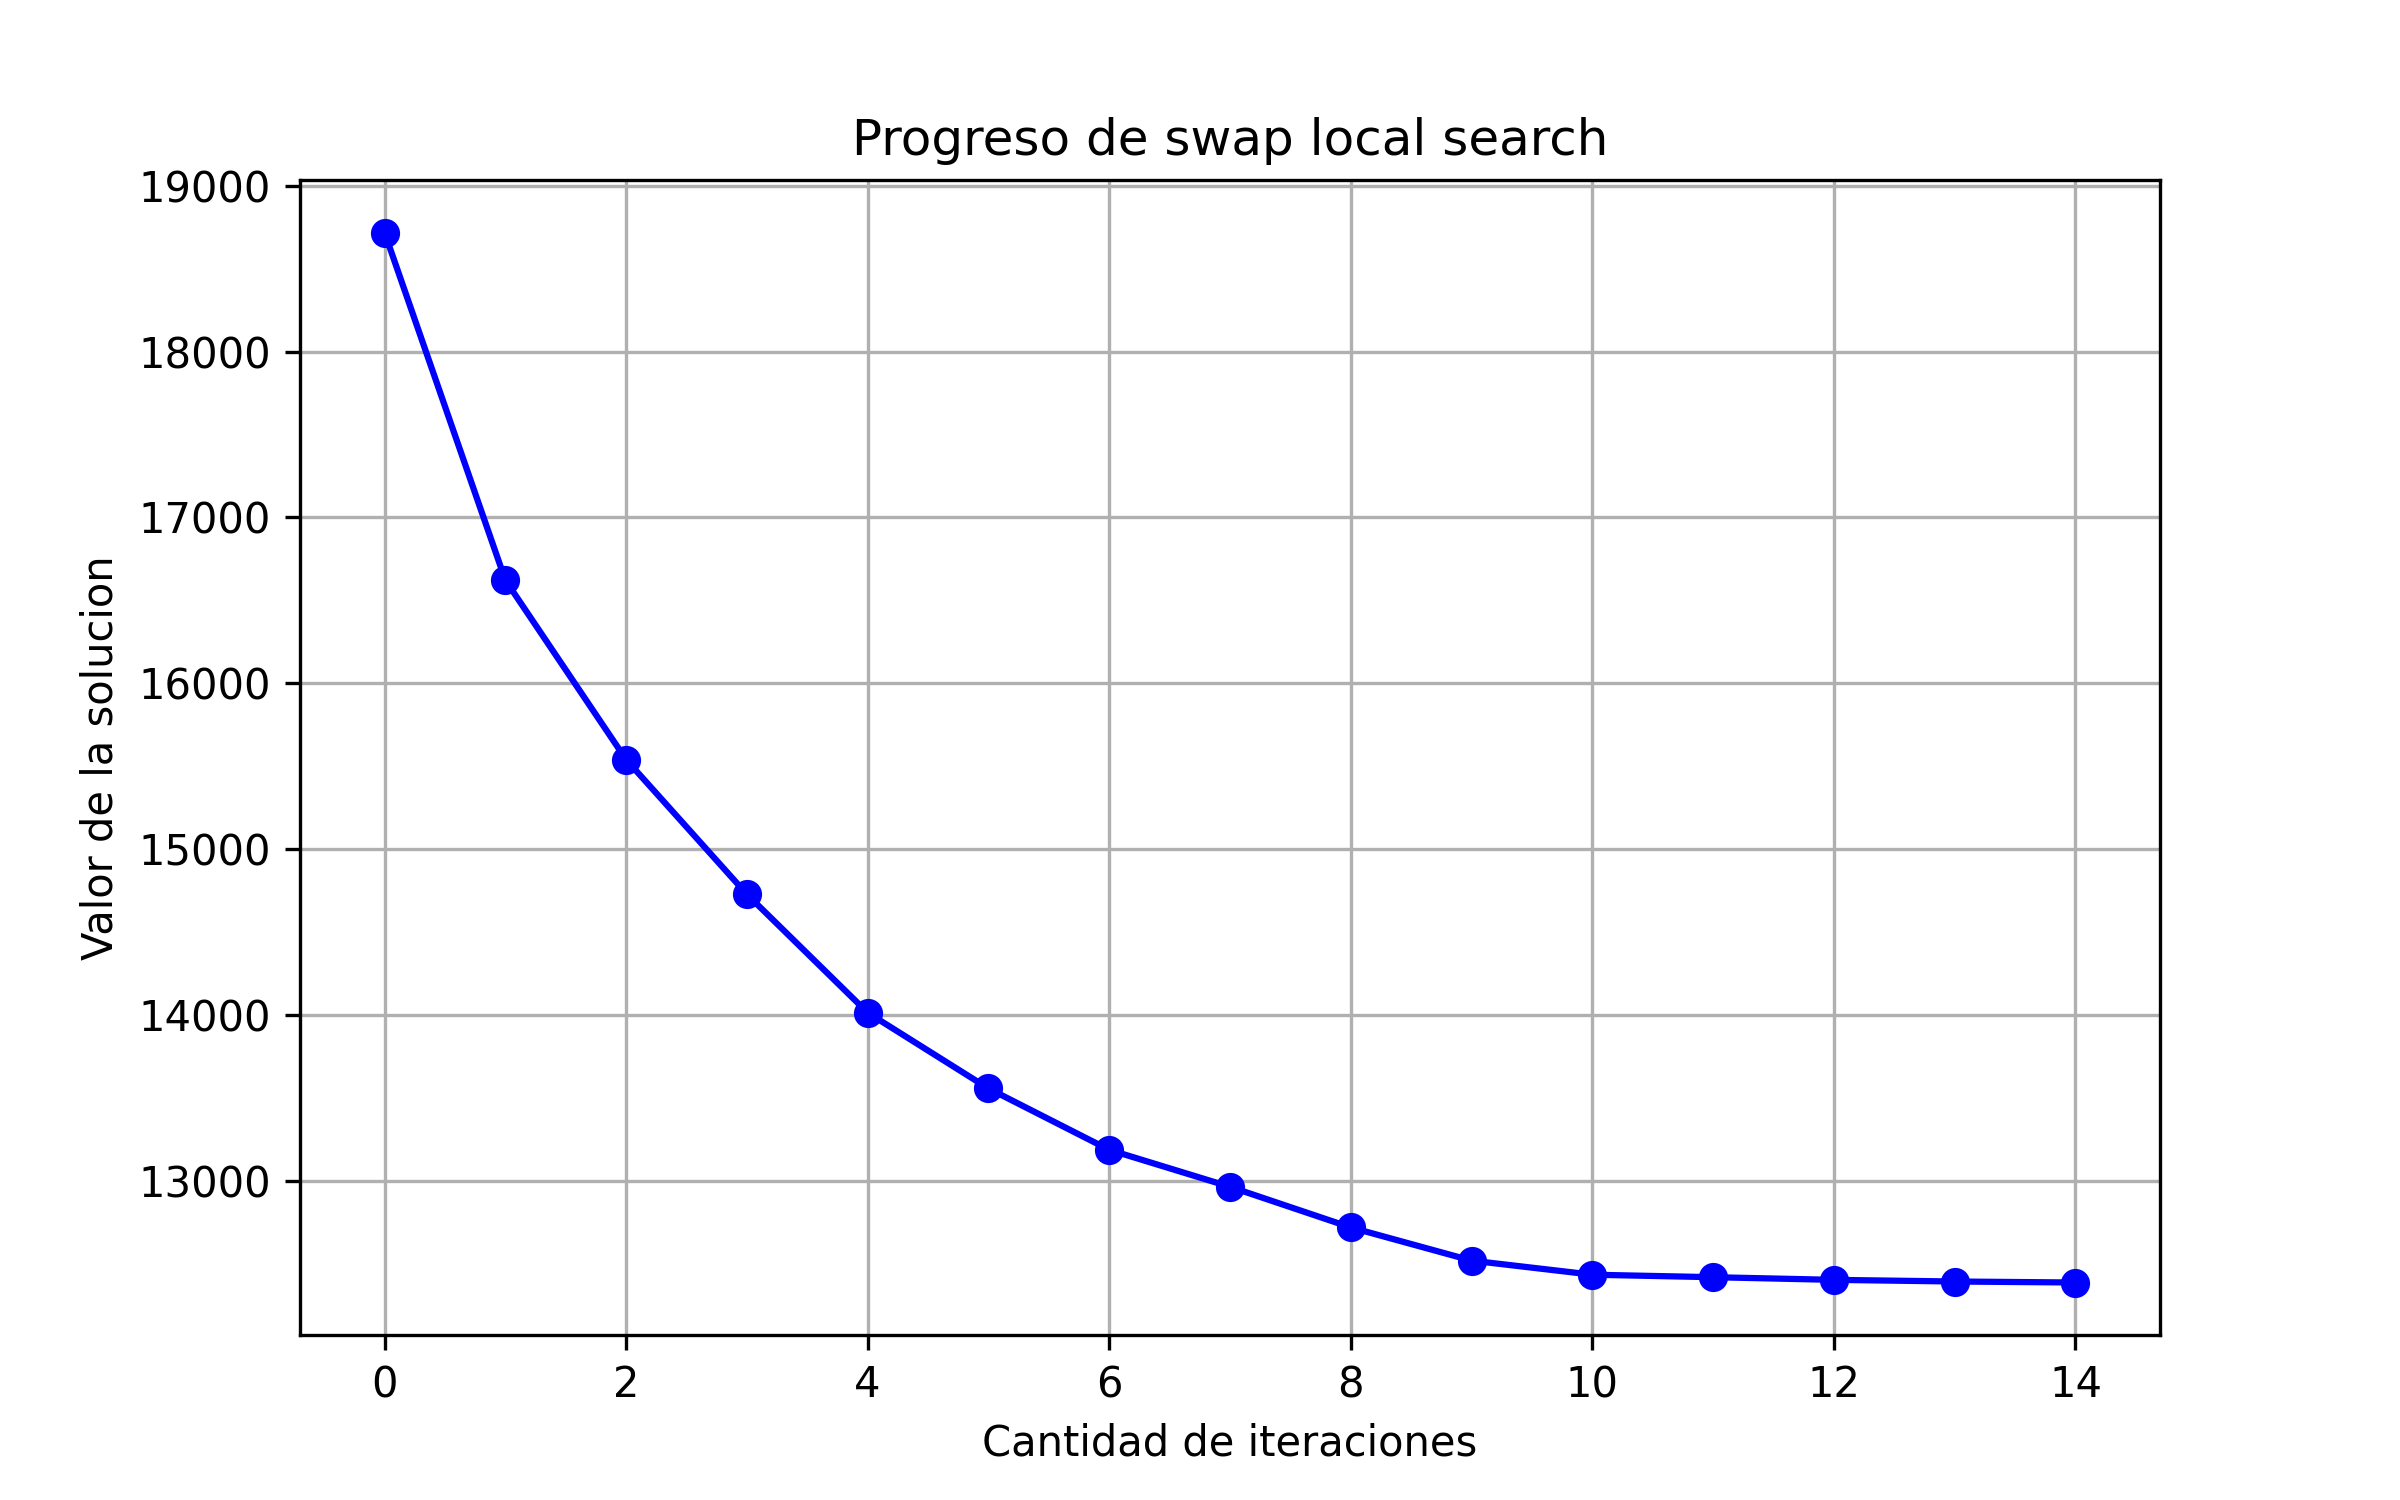 Progreso de swap local search
19000
18000
17000
16000
15000
14000
13000
Valor de la solucion
0 2 4 6 8 10 12 14
Cantidad de iteraciones